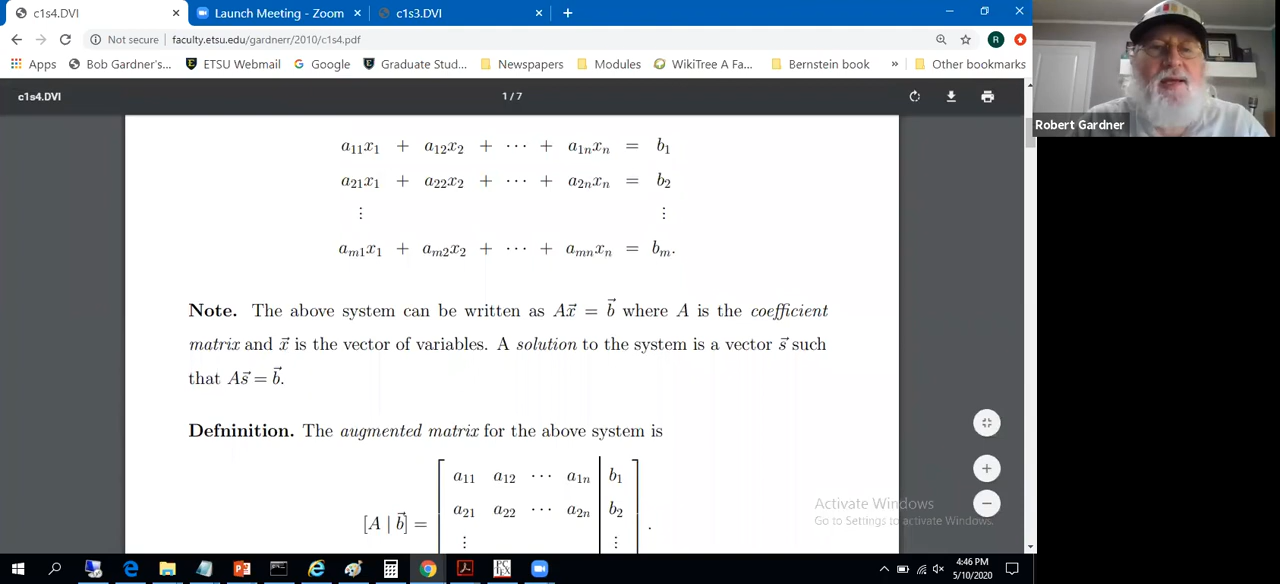 c1s4.DVI
Launch Meeting - Zoom
c1s3.DVI
Not secure | faculty.etsu.edu/gardnerr/2010/c1s4.pdf
R
Apps
Bob Gardner's...
ETSU Webmail
Google
Graduate Stud...
Newspapers
Modules
WikiTree A Fa...
Bernstein book
»
Other bookmarks
c1s4.DVI
1 / 7
Robert Gardner
a11x1 + a12x2 + ⋯ + a1nxn = b1
a21x1 + a22x2 + ⋯ + a2nxn = b2
⋮ ⋮
am1x1 + am2x2 + ⋯ + amnxn = bm.
Note. The above system can be written as Ax⃗ = b⃗ where A is the coefficient
matrix and x⃗ is the vector of variables. A solution to the system is a vector s⃗ such
that As⃗ = b⃗.
Defninition. The augmented matrix for the above system is
a11 a12 ⋯ a1n | b1
a21 a22 ⋯ a2n | b2
[A | b⃗] = .
⋮ ⋮
Activate Windows
Go to Settings to activate Windows.
4:46 PM
5/10/2020